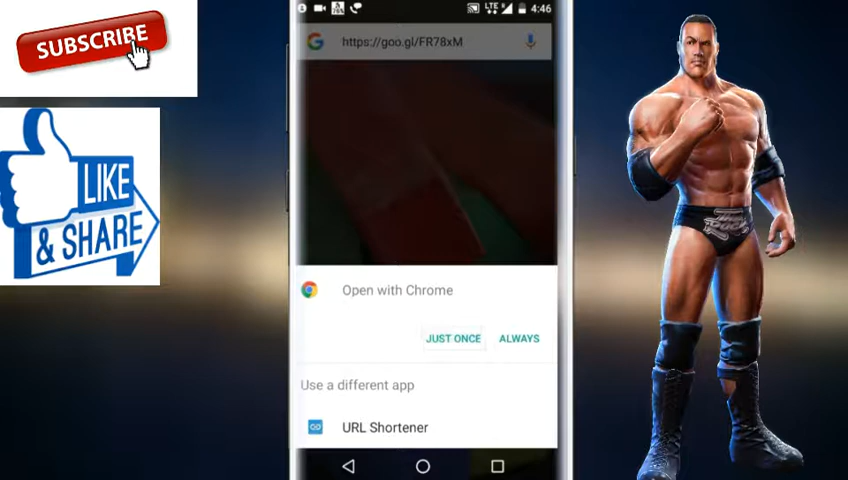 SUBSCRIBE
LIKE
& SHARE
76%
LTE
4:46
https://goo.gl/FR78xM
Open with Chrome
JUST ONCE
ALWAYS
Use a different app
URL Shortener